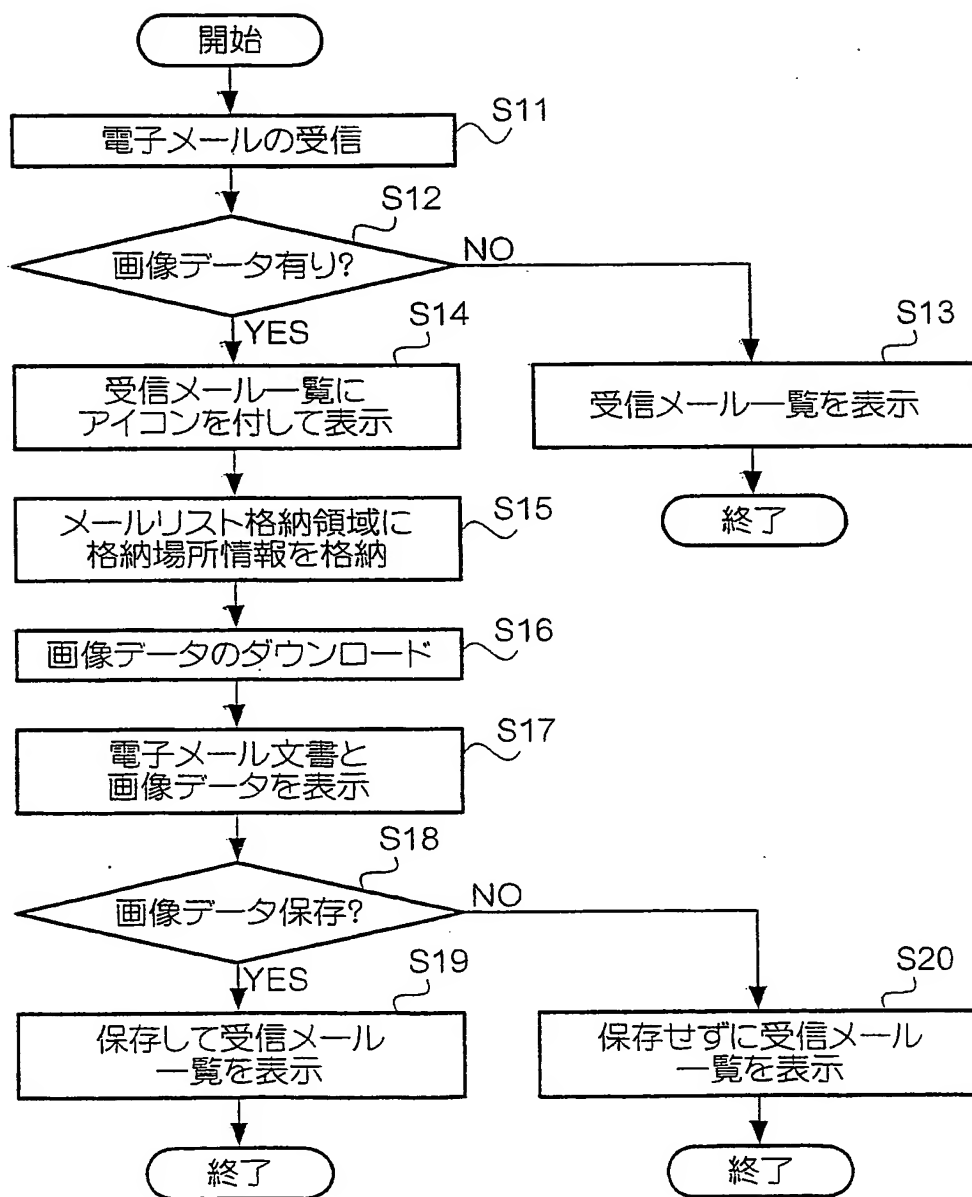 開始
S11
電子メールの受信
S12
画像データ有り?
NO
YES
S14
受信メール一覧に
アイコンを付して表示
S13
受信メール一覧を表示
終了
S15
メールリスト格納領域に
格納場所情報を格納
S16
画像データのダウンロード
S17
電子メール文書と
画像データを表示
S18
画像データ保存?
NO
YES
S19
保存して受信メール
一覧を表示
終了
S20
保存せずに受信メール
一覧を表示
終了